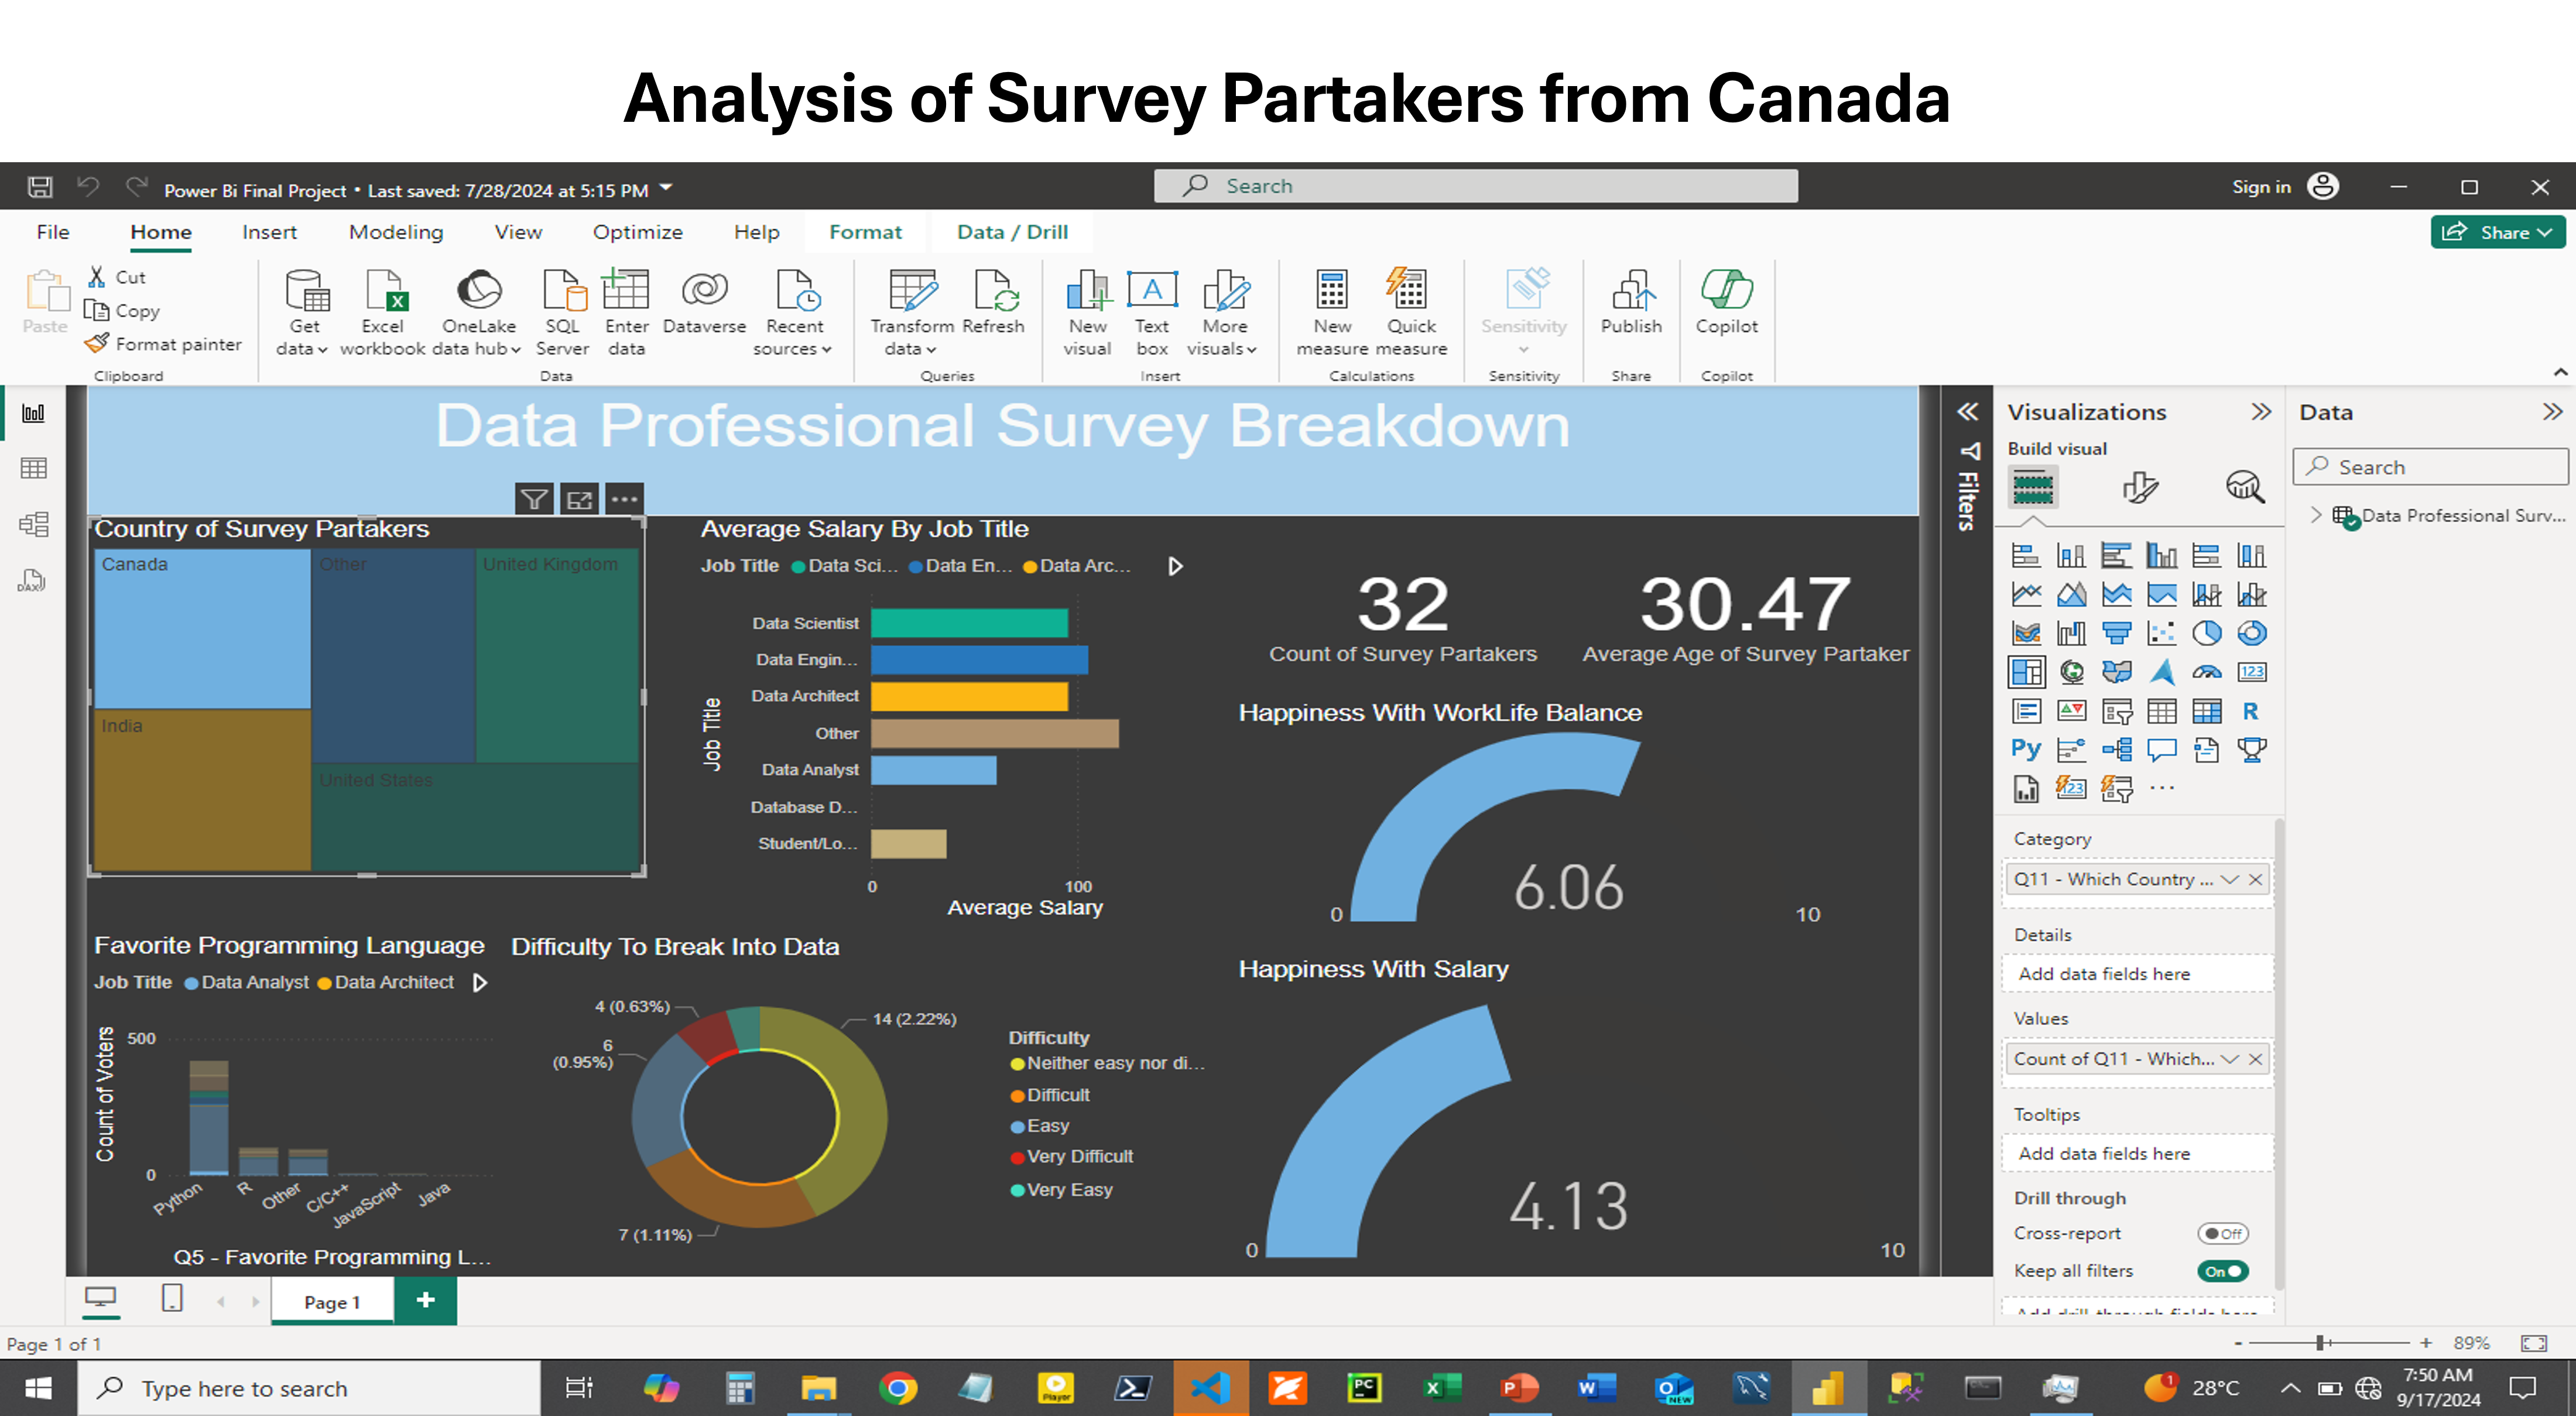 Analysis of Survey Partakers from Canada
Power Bi Final Project • Last saved: 7/28/2024 at 5:15 PM
Search
Sign in
File Home Insert Modeling View Optimize Help Format Data / Drill
Share
Paste
Cut
Copy
Format painter
Clipboard
Get data
Excel workbook
OneLake data hub
SQL Server
Enter data
Dataverse
Recent sources
Data
Transform data
Refresh
Queries
New visual
Text box
More visuals
Insert
New measure
Quick measure
Calculations
Sensitivity
Sensitivity
Publish
Share
Copilot
Copilot
Data Professional Survey Breakdown
Country of Survey Partakers
Canada
Other
United Kingdom
India
United States
Average Salary By Job Title
Job Title Data Sci... Data En... Data Arc...
Job Title
Data Scientist
Data Engin...
Data Architect
Other
Data Analyst
Database D...
Student/Lo...
0 100
Average Salary
32
Count of Survey Partakers
30.47
Average Age of Survey Partaker
Happiness With WorkLife Balance
6.06
0 10
Happiness With Salary
4.13
0 10
Favorite Programming Language
Job Title Data Analyst Data Architect
Count of Voters
500
0
Python R Other C/C++ JavaScript Java
Q5 - Favorite Programming L...
Difficulty To Break Into Data
4 (0.63%)
14 (2.22%)
6
(0.95%)
7 (1.11%)
Difficulty
Neither easy nor di...
Difficult
Easy
Very Difficult
Very Easy
Filters
Visualizations
Build visual
123
R
Py
123
Category
Q11 - Which Country ...
Details
Add data fields here
Values
Count of Q11 - Which...
Tooltips
Add data fields here
Drill through
Cross-report Off
Keep all filters On
Add drill-through fields here
Data
Search
Data Professional Surv...
DAX
Page 1
+
Page 1 of 1
- + 89%
Type here to search
Player
PC
X
P
W
O
NEW
1
28°C
7:50 AM
9/17/2024